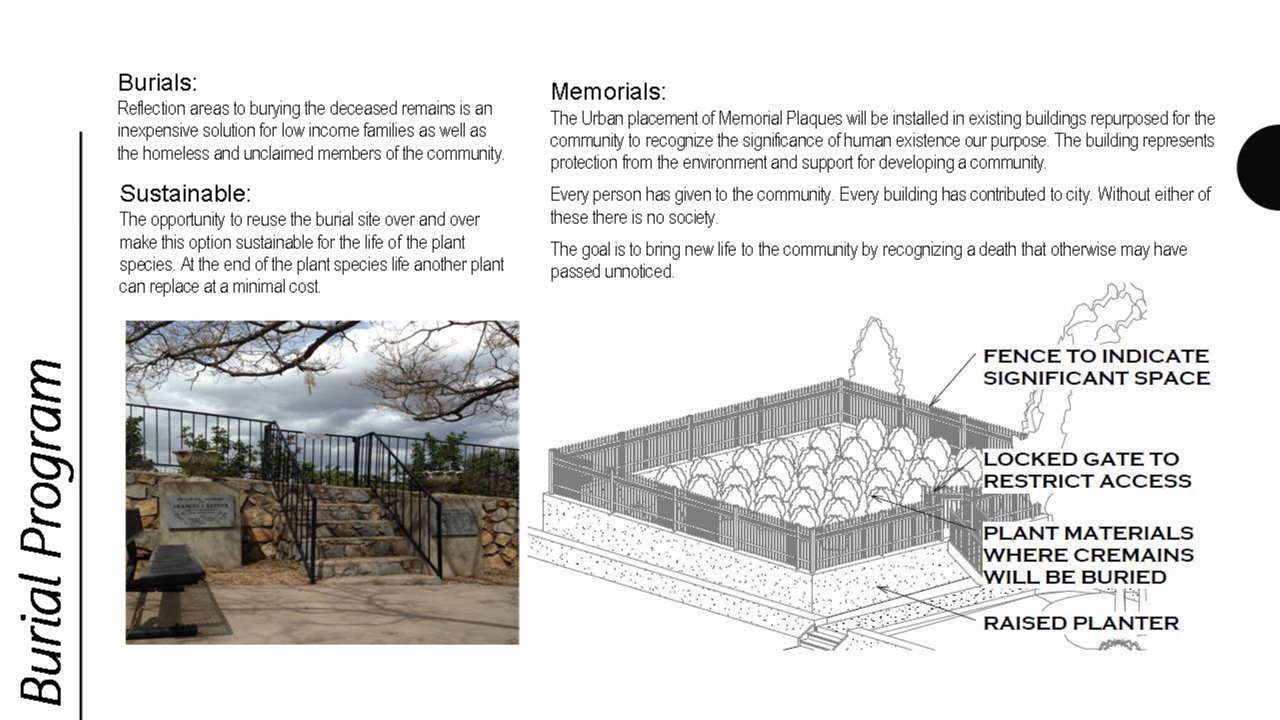 Burial Program
Burials:
Reflection areas to burying the deceased remains is an
inexpensive solution for low income families as well as
the homeless and unclaimed members of the community.
Sustainable:
The opportunity to reuse the burial site over and over
make this option sustainable for the life of the plant
species. At the end of the plant species life another plant
can replace at a minimal cost.
Memorials:
The Urban placement of Memorial Plaques will be installed in existing buildings repurposed for the
community to recognize the significance of human existence our purpose. The building represents
protection from the environment and support for developing a community.
Every person has given to the community. Every building has contributed to city. Without either of
these there is no society.
The goal is to bring new life to the community by recognizing a death that otherwise may have
passed unnoticed.
FENCE TO INDICATE
SIGNIFICANT SPACE
LOCKED GATE TO
RESTRICT ACCESS
PLANT MATERIALS
WHERE CREMAINS
WILL BE BURIED
RAISED PLANTER